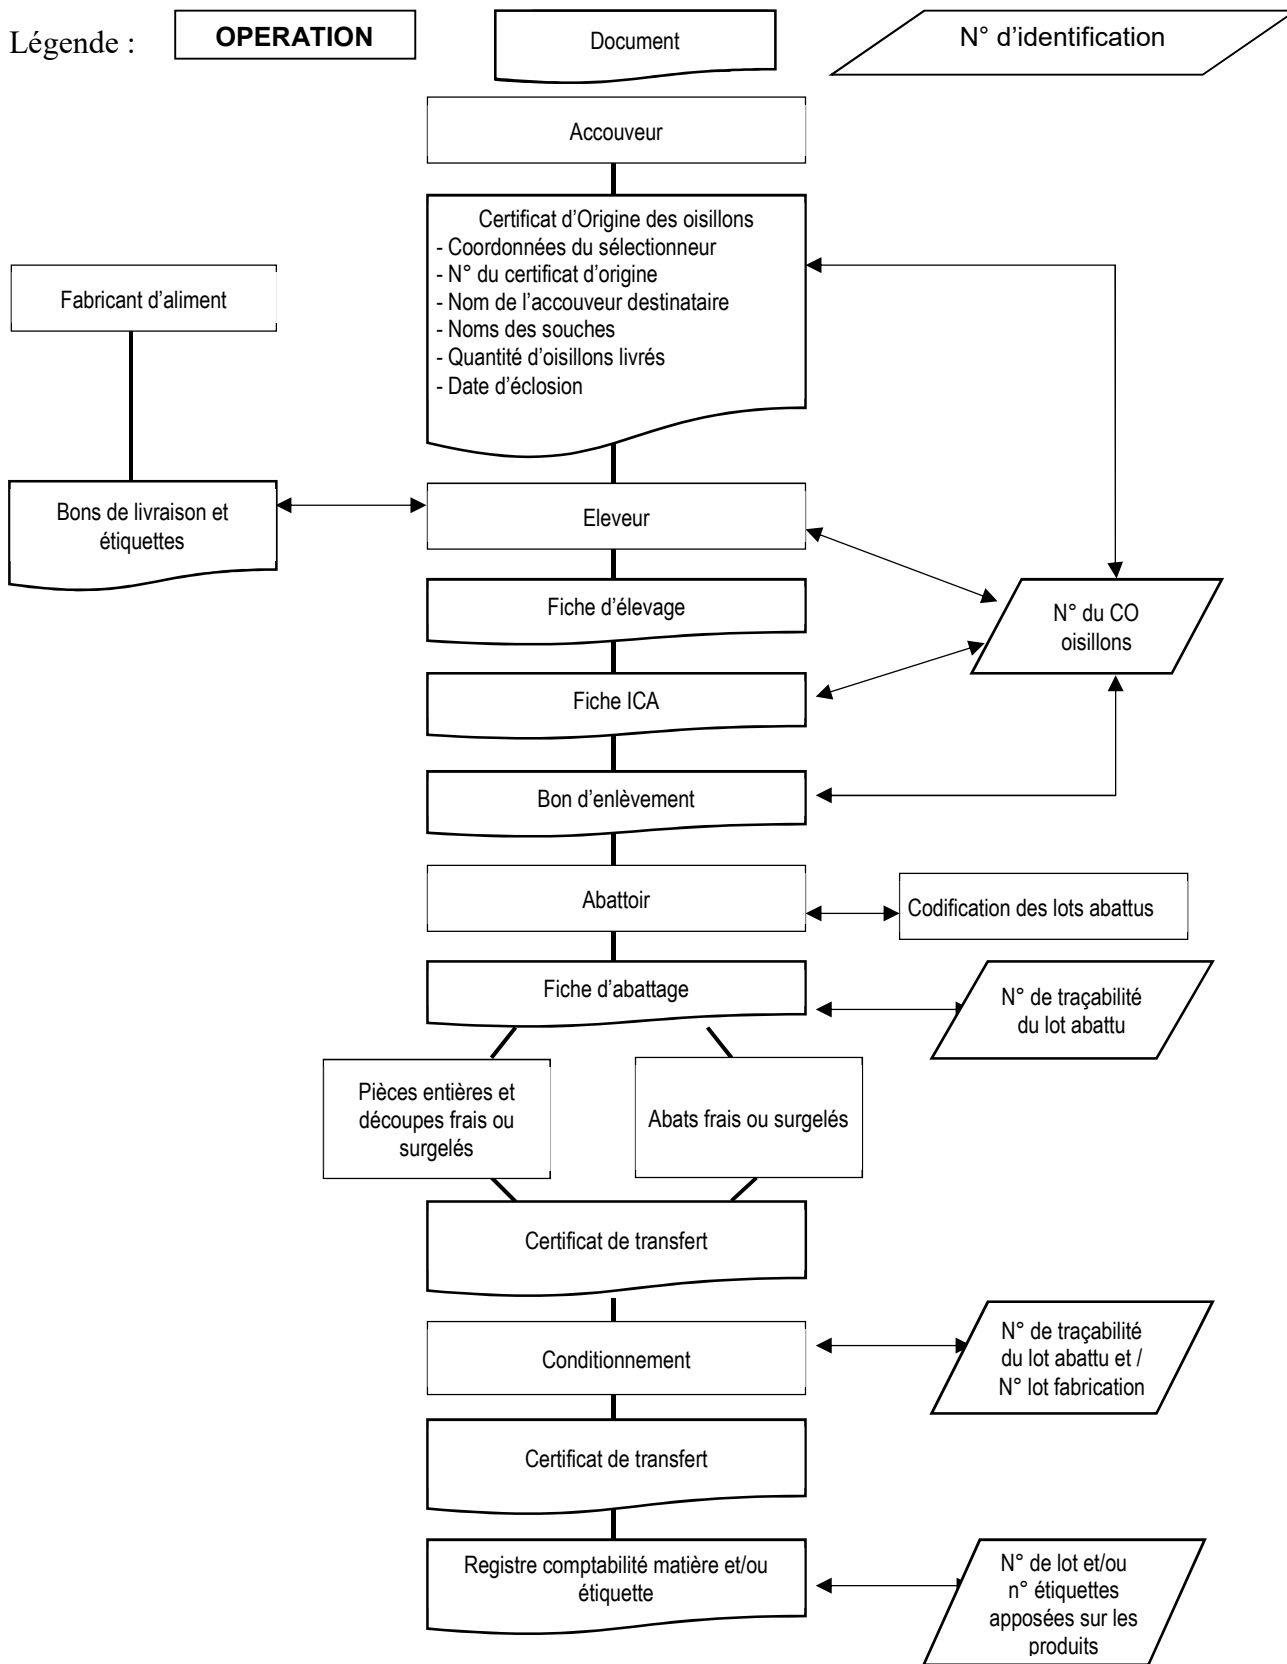 Légende :
OPERATION
Document
N° d'identification
Accouveur
Certificat d'Origine des oisillons
- Coordonnées du sélectionneur
- N° du certificat d'origine
- Nom de l'accouveur destinataire
- Noms des souches
- Quantité d'oisillons livrés
- Date d'éclosion
Fabricant d'aliment
Bons de livraison et
étiquettes
Eleveur
Fiche d'élevage
N° du CO
oisillons
Fiche ICA
Bon d'enlèvement
Abattoir
Codification des lots abattus
Fiche d'abattage
N° de traçabilité
du lot abattu
Pièces entières et
découpes frais ou
surgelés
Abats frais ou surgelés
Certificat de transfert
Conditionnement
N° de traçabilité
du lot abattu et /
N° lot fabrication
Certificat de transfert
Registre comptabilité matière et/ou
étiquette
N° de lot et/ou
n° étiquettes
apposées sur les
produits